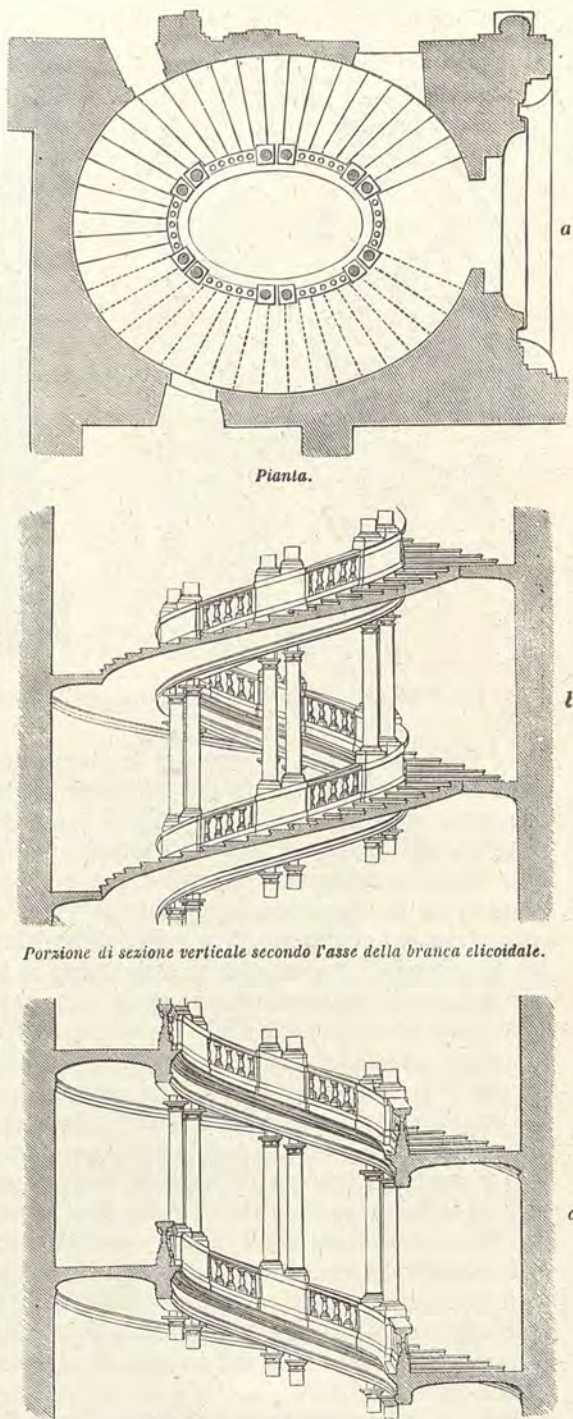 a
Pianta.
b
Porzione di sezione verticale secondo l'asse della branca elicoidale.
c